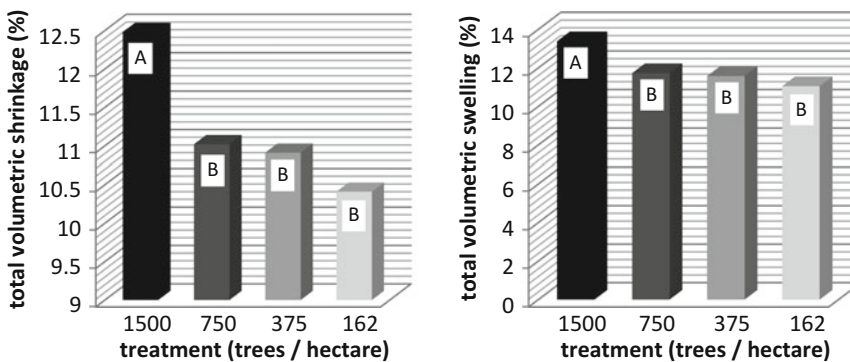 total volumetric shrinkage (%)
12.5
12
11.5
11
10.5
10
9.5
9
A
B
B
B
1500 750 375 162
treatment (trees / hectare)
total volumetric swelling (%)
14
12
10
8
6
4
2
0
A
B
B
B
1500 750 375 162
treatment (trees / hectare)